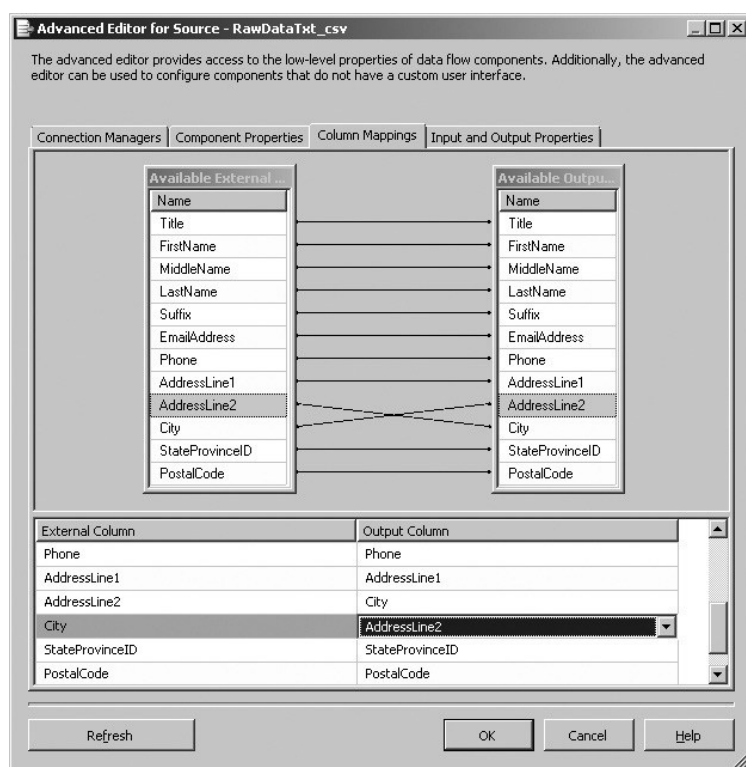 Advanced Editor for Source - RawDataTxt_csv
The advanced editor provides access to the low-level properties of data flow components. Additionally, the advanced
editor can be used to configure components that do not have a custom user interface.
Connection Managers Component Properties Column Mappings Input and Output Properties
Available External ... Available Outpu...
Name Name
Title Title
FirstName FirstName
MiddleName MiddleName
LastName LastName
Suffix Suffix
EmailAddress EmailAddress
Phone Phone
AddressLine1 AddressLine1
AddressLine2 AddressLine2
City City
StateProvinceID StateProvinceID
PostalCode PostalCode
External Column Output Column
Phone Phone
AddressLine1 AddressLine1
AddressLine2 City
City AddressLine2
StateProvinceID StateProvinceID
PostalCode PostalCode
Refresh OK Cancel Help